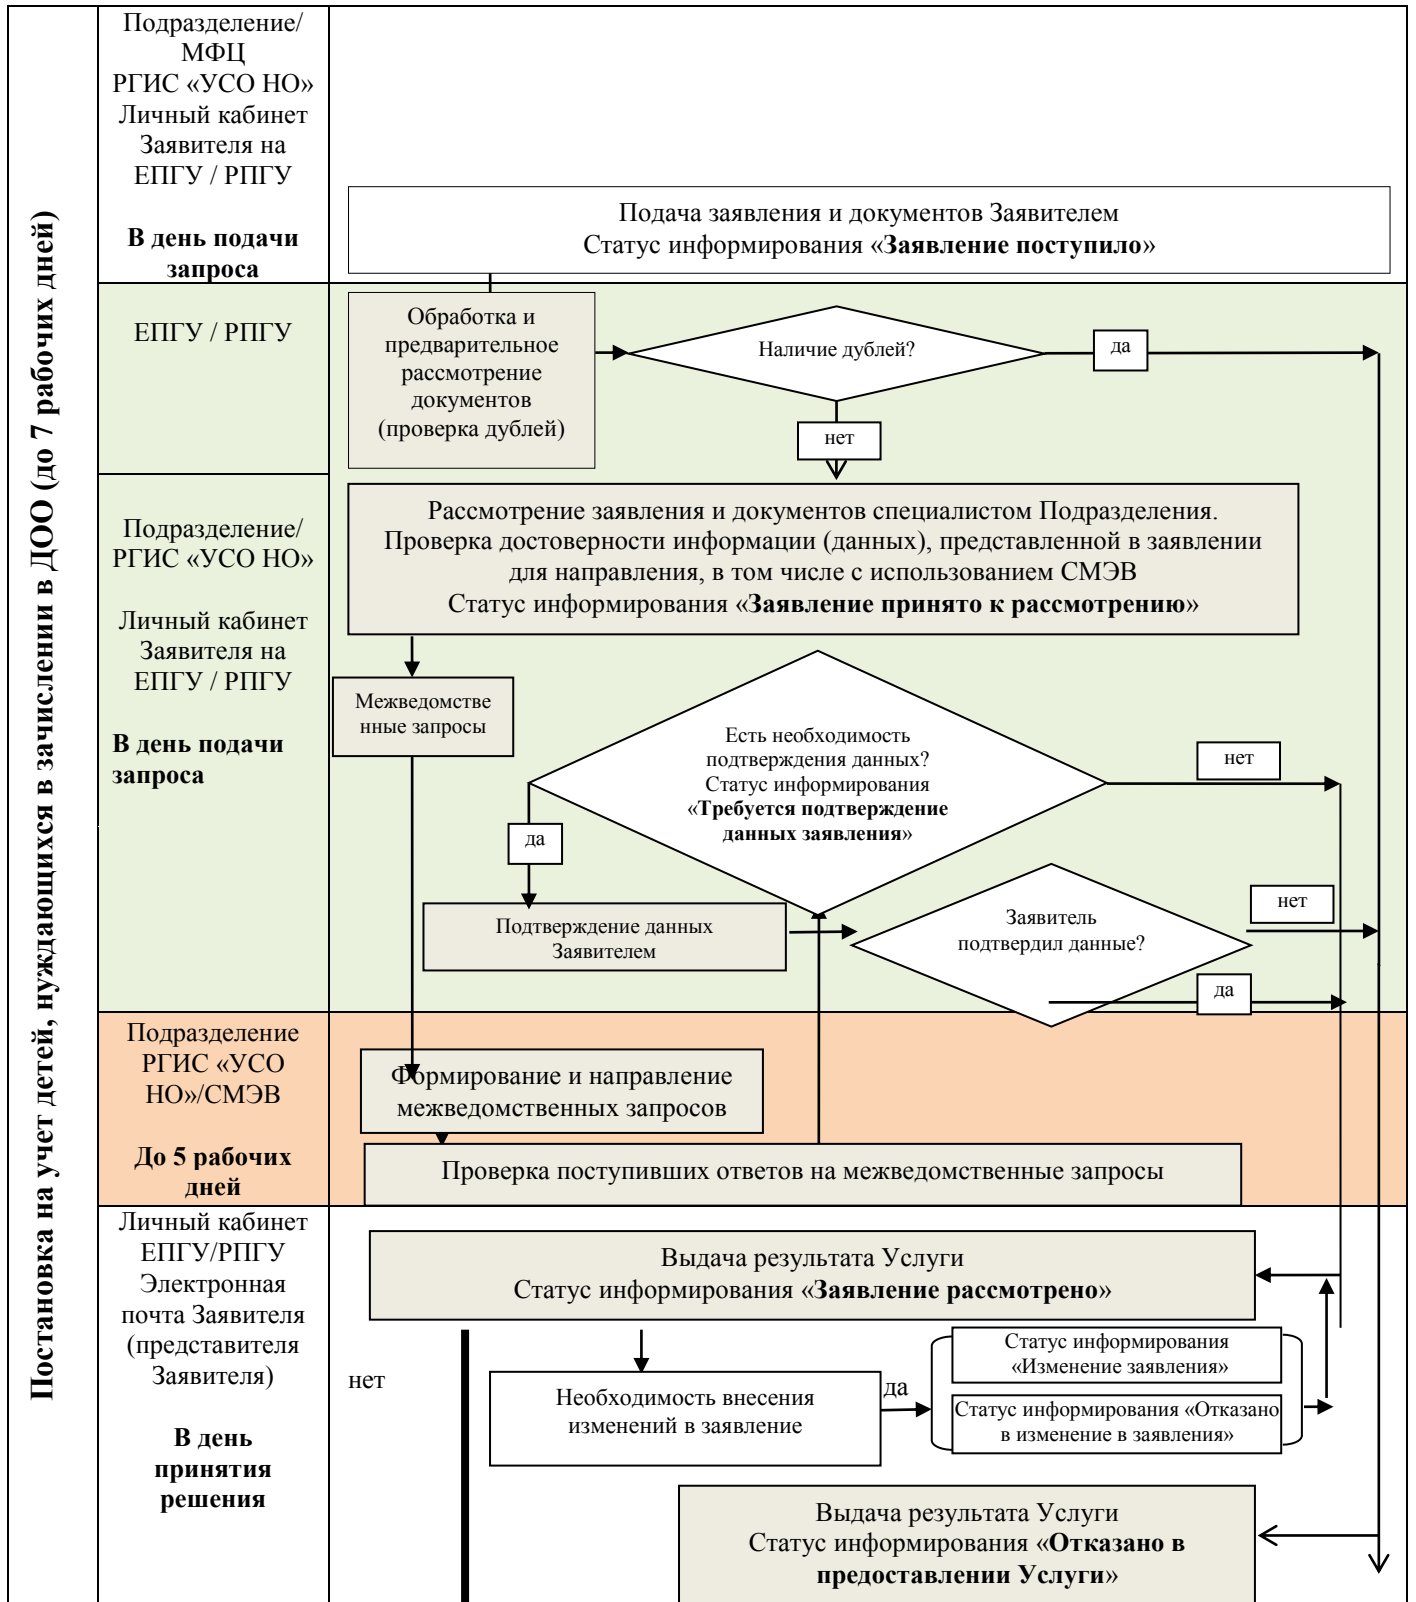 Постановка на учет детей, нуждающихся в зачислении в ДОО (до 7 рабочих дней)
Подразделение/
МФЦ
РГИС «УСО НО»
Личный кабинет
Заявителя на
ЕПГУ / РПГУ
В день подачи
запроса
Подача заявления и документов Заявителем
Статус информирования «Заявление поступило»
ЕПГУ / РПГУ
Обработка и
предварительное
рассмотрение
документов
(проверка дублей)
Наличие дублей?
да
нет
Подразделение/
РГИС «УСО НО»
Личный кабинет
Заявителя на
ЕПГУ / РПГУ
В день подачи
запроса
Рассмотрение заявления и документов специалистом Подразделения.
Проверка достоверности информации (данных), представленной в заявлении
для направления, в том числе с использованием СМЭВ
Статус информирования «Заявление принято к рассмотрению»
Межведомстве
нные запросы
Есть необходимость
подтверждения данных?
Статус информирования
«Требуется подтверждение
данных заявления»
нет
да
Подтверждение данных
Заявителем
Заявитель
подтвердил данные?
нет
да
Подразделение
РГИС «УСО
НО»/СМЭВ
До 5 рабочих
дней
Формирование и направление
межведомственных запросов
Проверка поступивших ответов на межведомственные запросы
Личный кабинет
ЕПГУ/РПГУ
Электронная
почта Заявителя
(представителя
Заявителя)
В день
принятия
решения
Выдача результата Услуги
Статус информирования «Заявление рассмотрено»
нет
Необходимость внесения
изменений в заявление
да
Статус информирования
«Изменение заявления»
Статус информирования «Отказано
в изменение в заявления»
Выдача результата Услуги
Статус информирования «Отказано в
предоставлении Услуги»